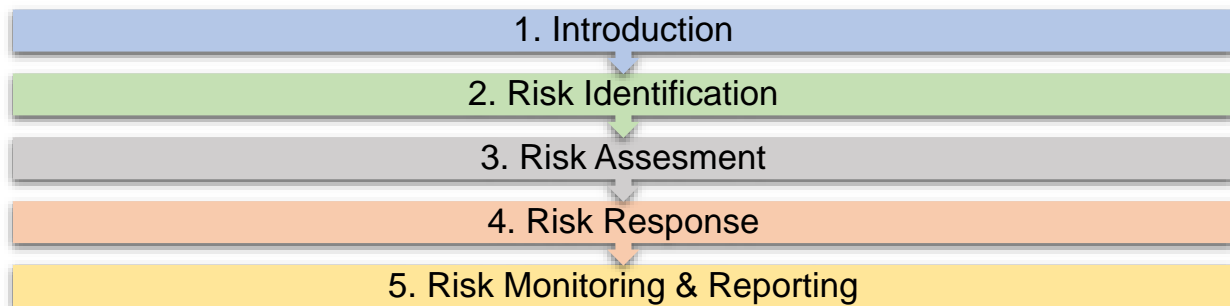 1. Introduction
2. Risk Identification
3. Risk Assesment
4. Risk Response
5. Risk Monitoring & Reporting